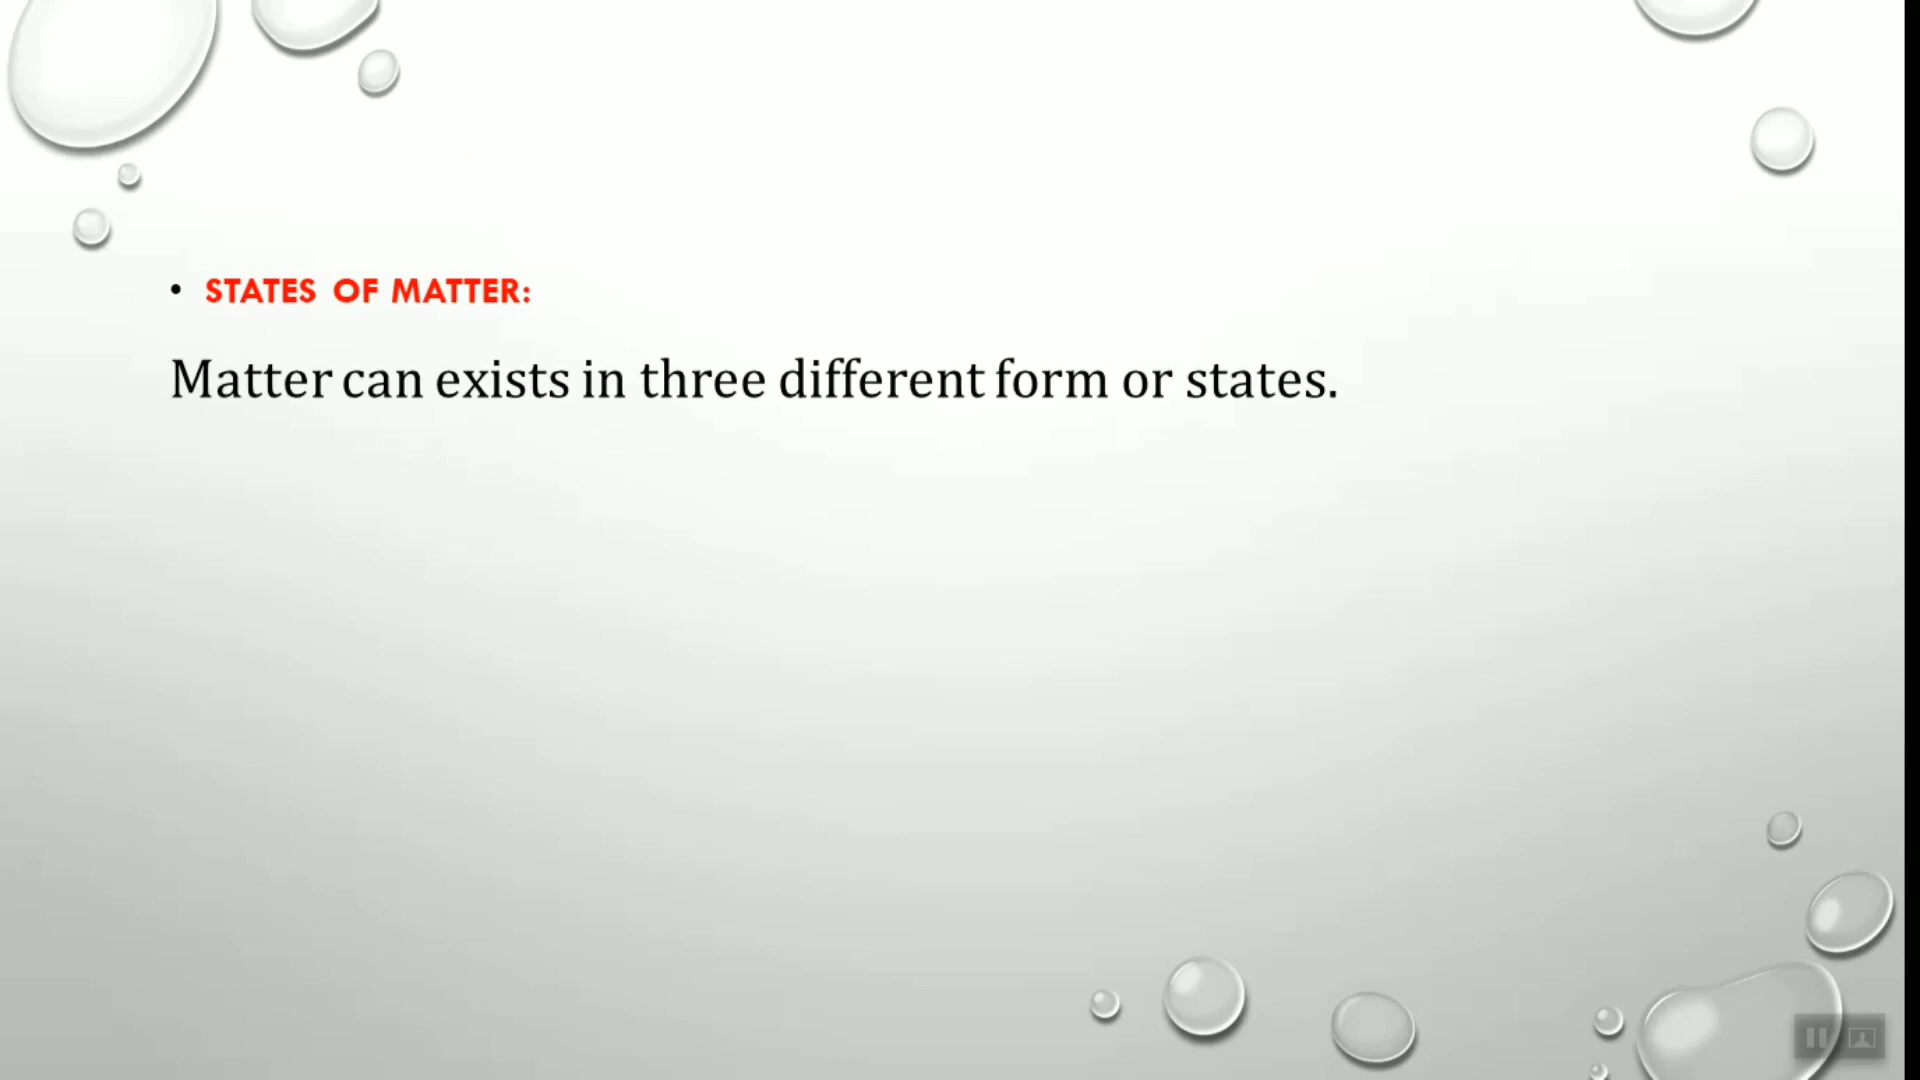 • STATES OF MATTER:
Matter can exists in three different form or states.